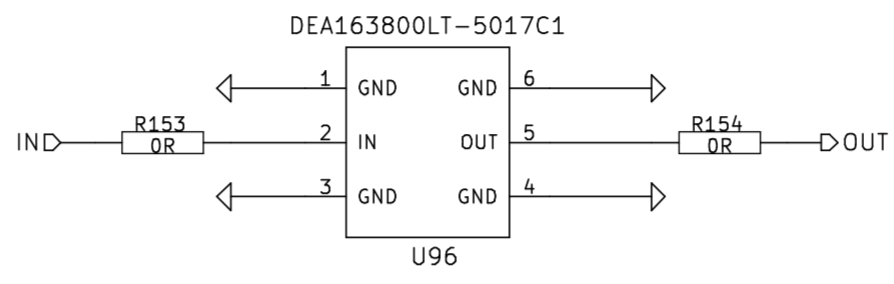 DEA163800LT-5017C1
1 GND GND 6
IN R153 0R 2 IN OUT 5 R154 0R OUT
3 GND GND 4
U96